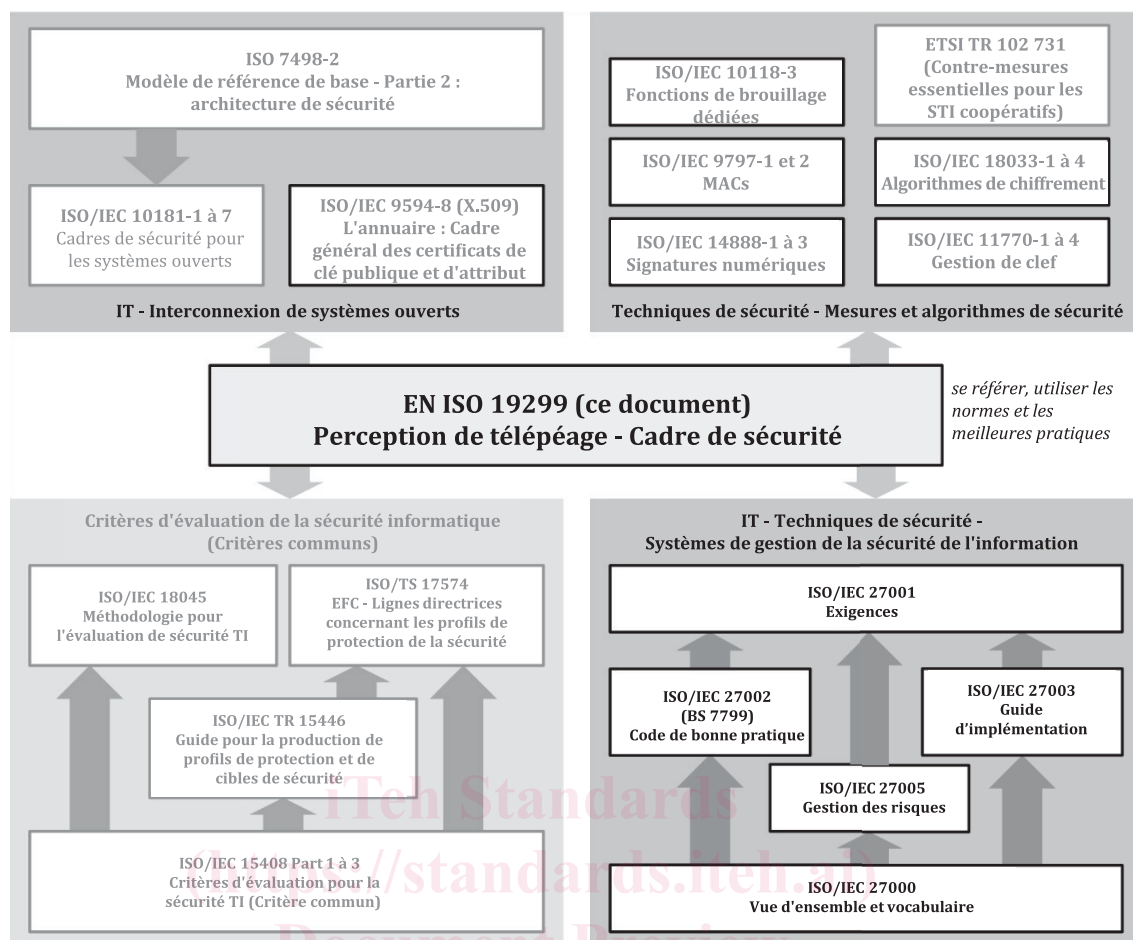 ISO 7498-2
Modèle de référence de base - Partie 2 :
architecture de sécurité
ISO/IEC 10181-1 à 7
Cadres de sécurité pour
les systèmes ouverts
ISO/IEC 9594-8 (X.509)
L'annuaire : Cadre
général des certificats de
clé publique et d'attribut
IT - Interconnexion de systèmes ouverts
ISO/IEC 10118-3
Fonctions de brouillage
dédiées
ETSI TR 102 731
(Contre-mesures
essentielles pour les
STI coopératifs)
ISO/IEC 9797-1 et 2
MACs
ISO/IEC 18033-1 à 4
Algorithmes de chiffrement
ISO/IEC 14888-1 à 3
Signatures numériques
ISO/IEC 11770-1 à 4
Gestion de clef
Techniques de sécurité - Mesures et algorithmes de sécurité
EN ISO 19299 (ce document)
Perception de télépéage - Cadre de sécurité
se référer, utiliser les
normes et les
meilleures pratiques
Critères d'évaluation de la sécurité informatique
(Critères communs)
ISO/IEC 18045
Méthodologie pour
l'évaluation de sécurité TI
ISO/TS 17574
EFC - Lignes directrices
concernant les profils de
protection de la sécurité
ISO/IEC TR 15446
Guide pour la production de
profils de protection et de
cibles de sécurité
ISO/IEC 15408 Part 1 à 3
Critères d'évaluation pour la
sécurité TI (Critère commun)
IT - Techniques de sécurité -
Systèmes de gestion de la sécurité de l'information
ISO/IEC 27001
Exigences
ISO/IEC 27002
(BS 7799)
Code de bonne pratique
ISO/IEC 27003
Guide
d’implémentation
ISO/IEC 27005
Gestion des risques
ISO/IEC 27000
Vue d'ensemble et vocabulaire
iTeh Standards
(https://standards.iteh.ai)
Document Preview